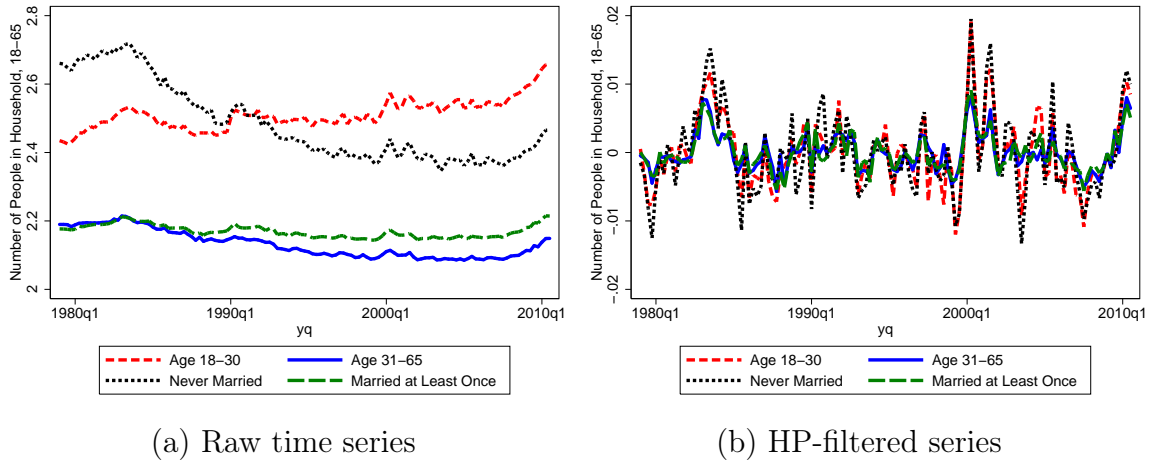 Number of People in Household, 18-65
2.8
2.6
2.4
2.2
2
1980q1 1990q1 2000q1 2010q1
yq
Age 18-30 Age 31-65
Never Married Married at Least Once
(a) Raw time series
Number of People in Household, 18-65
.02
.01
0
-.01
-.02
1980q1 1990q1 2000q1 2010q1
yq
Age 18-30 Age 31-65
Never Married Married at Least Once
(b) HP-filtered series